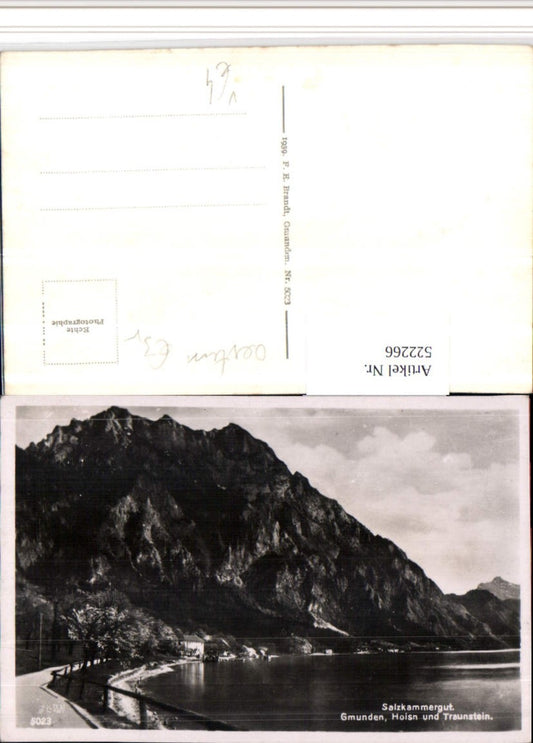 1939. F. E. Brandt, Gmunden. Nr. 5023
Echte
Photographie
Artikel Nr.
522266
Salzkammergut.
Gmunden, Hoisn und Traunstein.
5023